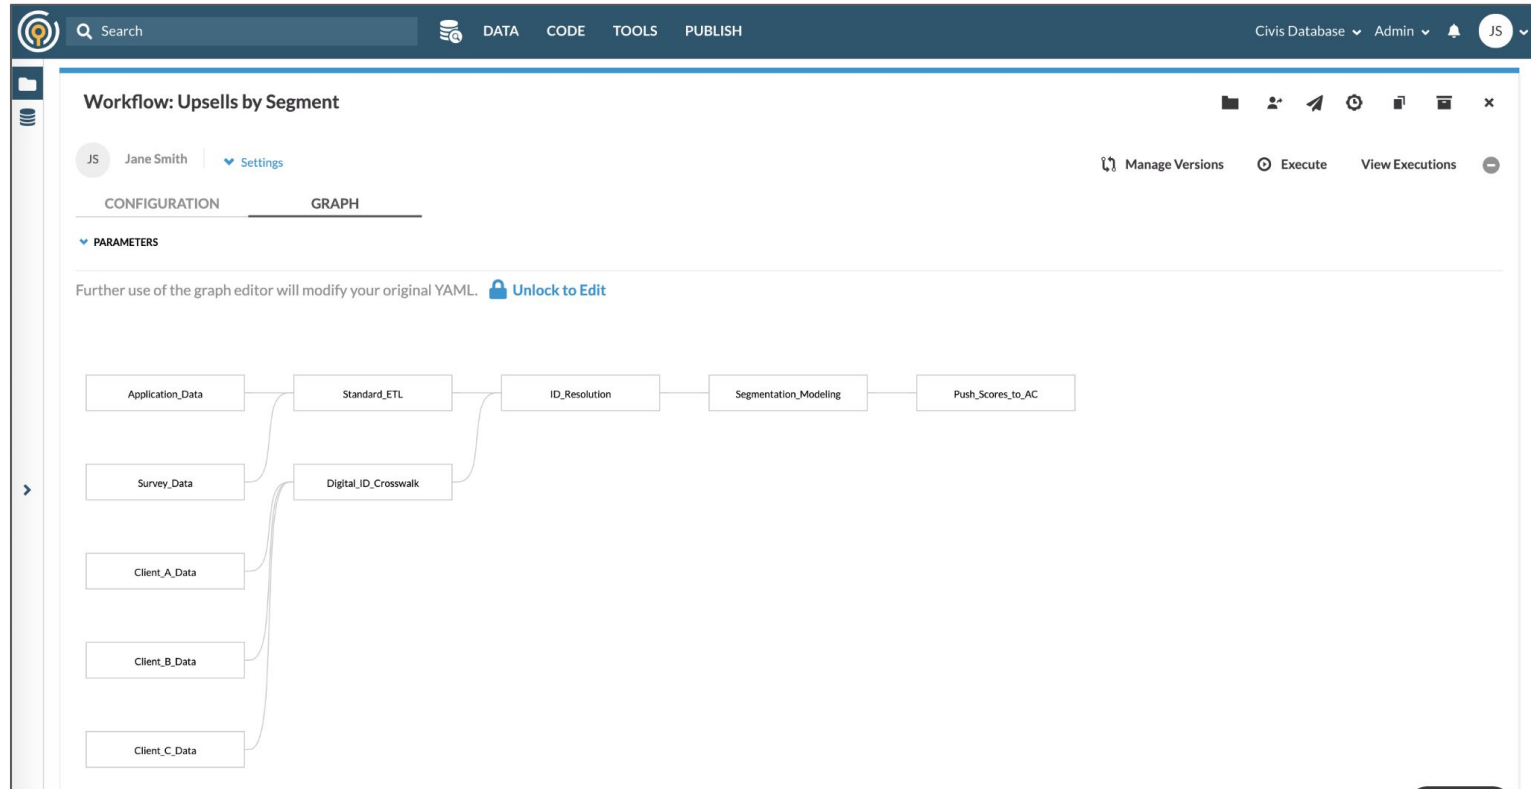 Search DATA CODE TOOLS PUBLISH Civis Database Admin JS
Workflow: Upsells by Segment
JS Jane Smith Settings Manage Versions Execute View Executions
CONFIGURATION GRAPH
PARAMETERS
Further use of the graph editor will modify your original YAML. Unlock to Edit
Application_Data Standard_ETL ID_Resolution Segmentation_Modeling Push_Scores_to_AC
Survey_Data Digital_ID_Crosswalk
Client_A_Data
Client_B_Data
Client_C_Data